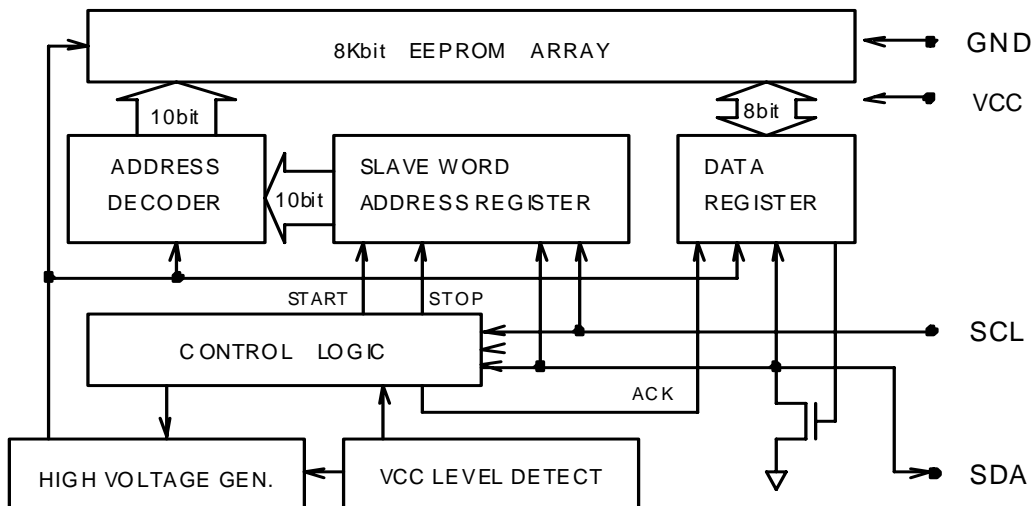 8Kbit EEPROM ARRAY
GND
VCC
10bit
8bit
ADDRESS
DECODER
10bit
SLAVE WORD
ADDRESS REGISTER
DATA
REGISTER
START
STOP
CONTROL LOGIC
SCL
ACK
HIGH VOLTAGE GEN.
VCC LEVEL DETECT
SDA